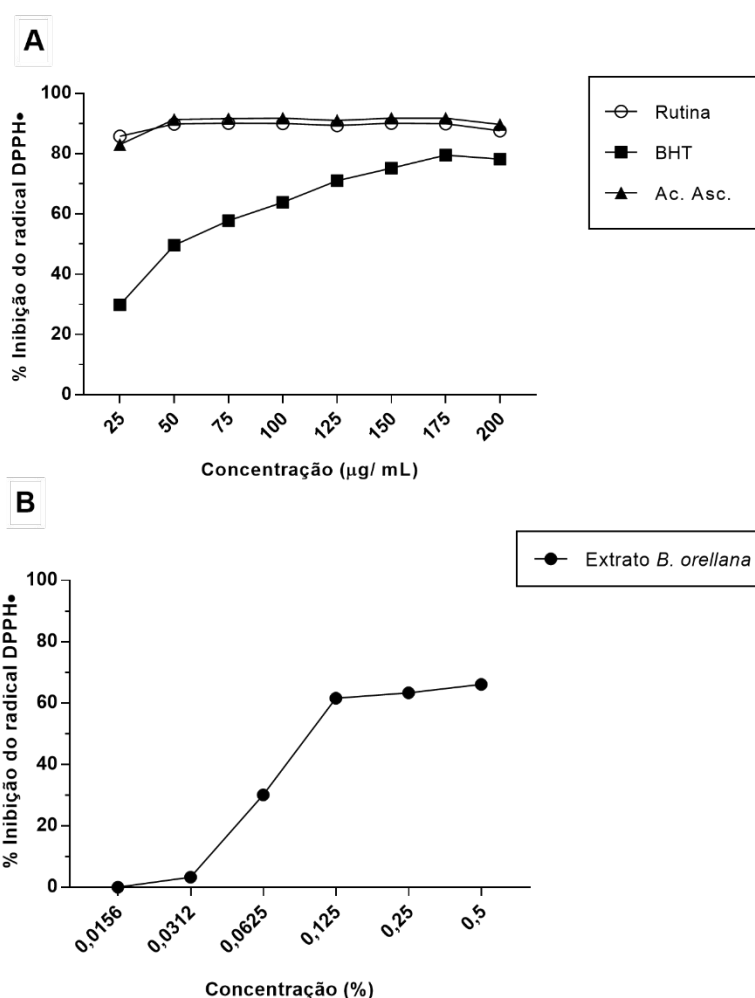 A
% Inibição do radical DPPH•
100
80
60
40
20
0
25
50
75
100
125
150
175
200
Concentração (µg/ mL)
Rutina
BHT
Ac. Asc.
B
% Inibição do radical DPPH•
100
80
60
40
20
0
0,0156
0,0312
0,0625
0,125
0,25
0,5
Concentração (%)
Extrato B. orellana